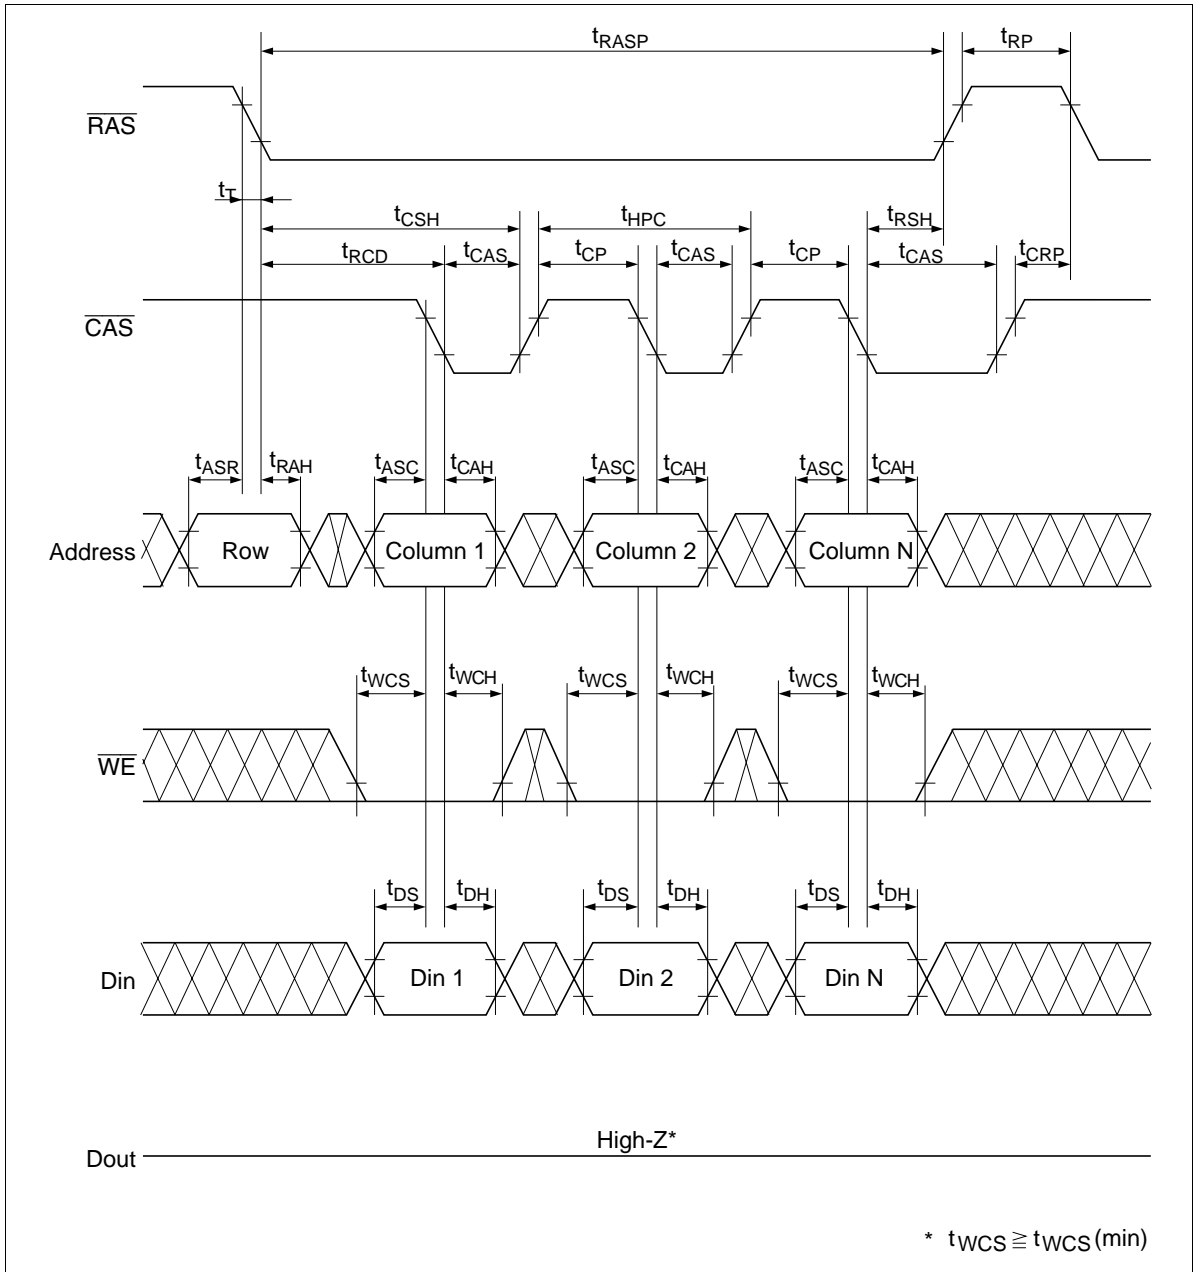 tRASP tRP
RAS
tT
tCSH tHPC tRSH
tRCD tCAS tCP tCAS tCP tCAS tCRP
CAS
tASR tRAH tASC tCAH tASC tCAH tASC tCAH
Address Row Column 1 Column 2 Column N
tWCS tWCH tWCS tWCH tWCS tWCH
WE
tDS tDH tDS tDH tDS tDH
Din Din 1 Din 2 Din N
High-Z*
Dout
* tWCS ≧ tWCS (min)